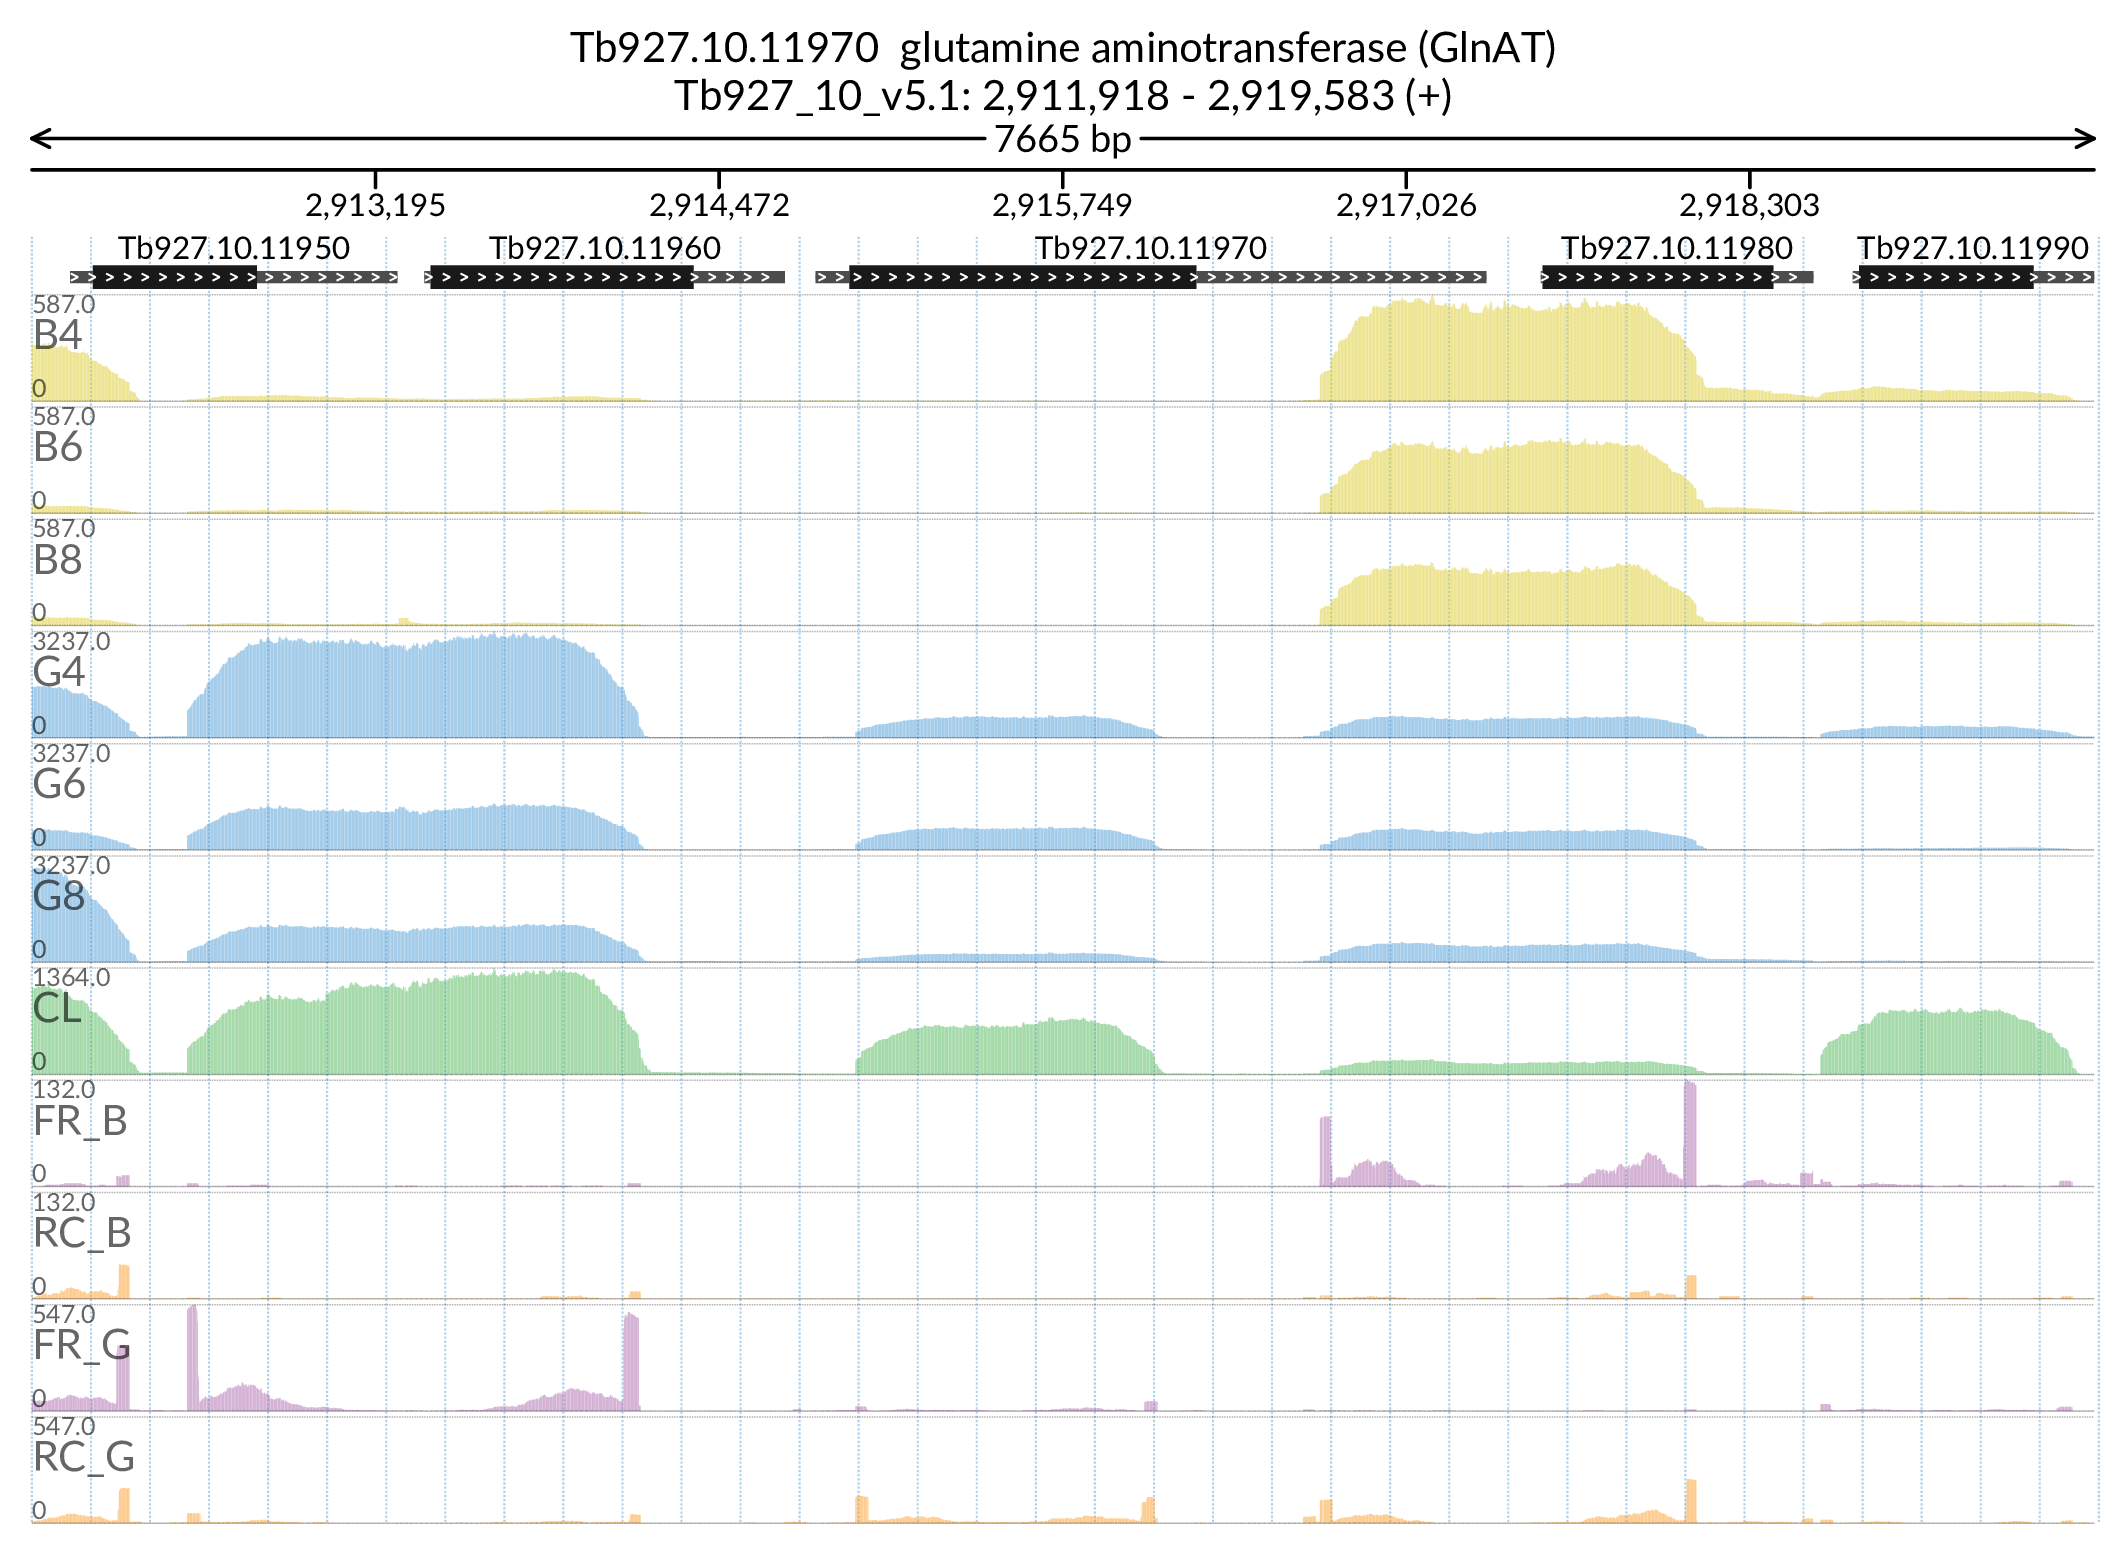 Tb927.10.11970 glutamine aminotransferase (GlnAT)
Tb927_10_v5.1: 2,911,918 - 2,919,583 (+)
7665 bp
2,913,195 2,914,472 2,915,749 2,917,026 2,918,303
Tb927.10.11950 Tb927.10.11960 Tb927.10.11970 Tb927.10.11980 Tb927.10.11990
587.0
B4
0
587.0
B6
0
587.0
B8
0
3237.0
G4
0
3237.0
G6
0
3237.0
G8
0
1364.0
CL
0
132.0
FR_B
0
132.0
RC_B
0
547.0
FR_G
0
547.0
RC_G
0